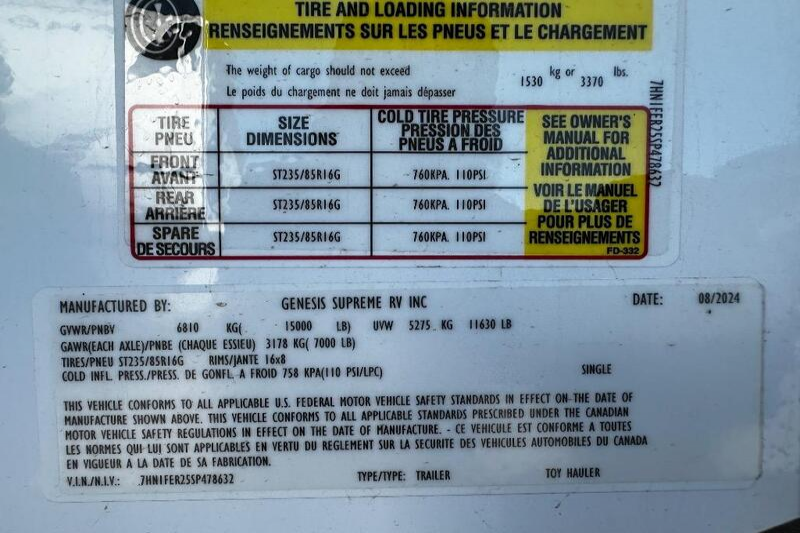 TIRE AND LOADING INFORMATION
RENSEIGNEMENTS SUR LES PNEUS ET LE CHARGEMENT
The weight of cargo should not exceed
Le poids du chargement ne doit jamais dépasser
1530 kg or / 3370 lbs.
TIRE PNEU
SIZE DIMENSIONS
COLD TIRE PRESSURE PRESSION DES PNEUS A FROID
FRONT AVANT ST235/85R16G 760KPA. 110PSI
REAR ARRIÈRE ST235/85R16G 760KPA. 110PSI
SPARE DE SECOURS ST235/85R16G 760KPA. 110PSI
SEE OWNER'S
MANUAL FOR
ADDITIONAL
INFORMATION
VOIR LE MANUEL
DE L'USAGER
POUR PLUS DE
RENSEIGNEMENTS
FD-332
7HN1FER25SP478632
MANUFACTURED BY: GENESIS SUPREME RV INC DATE: 08/2024
GVWR/PNBV 6810 KG( 15000 LB) UVW 5275 KG 11630 LB
GAWR(EACH AXLE)/PNBE (CHAQUE ESSIEU) 3178 KG( 7000 LB)
TIRES/PNEU ST235/85R16G RIMS/JANTE 16x8
COLD INFL. PRESS./PRESS. DE GONFL. A FROID 758 KPA(110 PSI/LPC) SINGLE
THIS VEHICLE CONFORMS TO ALL APPLICABLE U.S. FEDERAL MOTOR VEHICLE SAFETY STANDARDS IN EFFECT ON THE DATE OF
MANUFACTURE SHOWN ABOVE. THIS VEHICLE CONFORMS TO ALL APPLICABLE STANDARDS PRESCRIBED UNDER THE CANADIAN
MOTOR VEHICLE SAFETY REGULATIONS IN EFFECT ON THE DATE OF MANUFACTURE. - CE VEHICULE EST CONFORME A TOUTES
LES NORMES QUI LUI SONT APPLICABLES EN VERTU DU REGLEMENT SUR LA SECURITE DES VEHICULES AUTOMOBILES DU CANADA
EN VIGUEUR A LA DATE DE SA FABRICATION.
V.I.N./N.I.V.: 7HN1FER25SP478632 TYPE/TYPE: TRAILER TOY HAULER